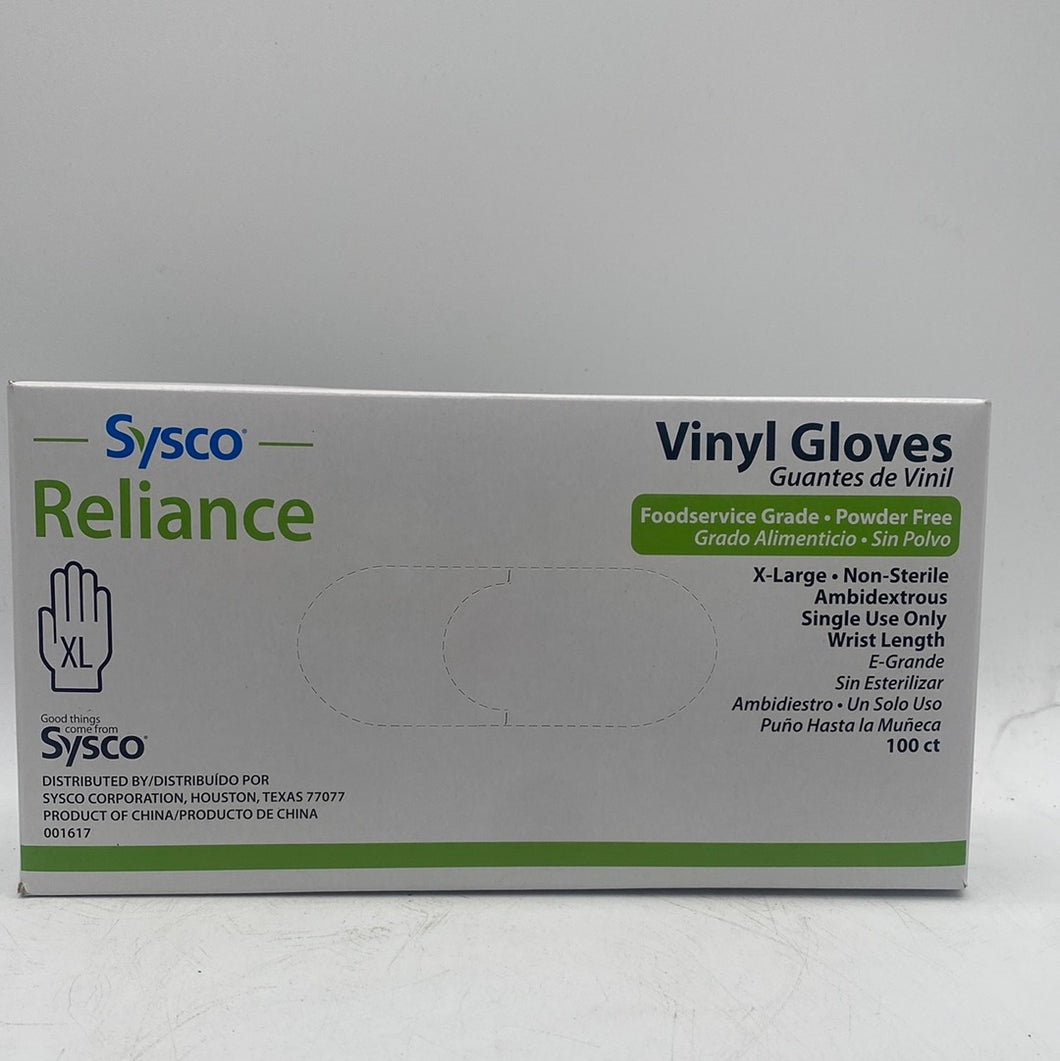 Sysco®
Reliance
XL
Good things
come from
Sysco®
DISTRIBUTED BY/DISTRIBUÍDO POR
SYSCO CORPORATION, HOUSTON, TEXAS 77077
PRODUCT OF CHINA/PRODUCTO DE CHINA
001617
Vinyl Gloves
Guantes de Vinil
Foodservice Grade • Powder Free
Grado Alimenticio • Sin Polvo
X-Large • Non-Sterile
Ambidextrous
Single Use Only
Wrist Length
E-Grande
Sin Esterilizar
Ambidiestro • Un Solo Uso
Puño Hasta la Muñeca
100 ct